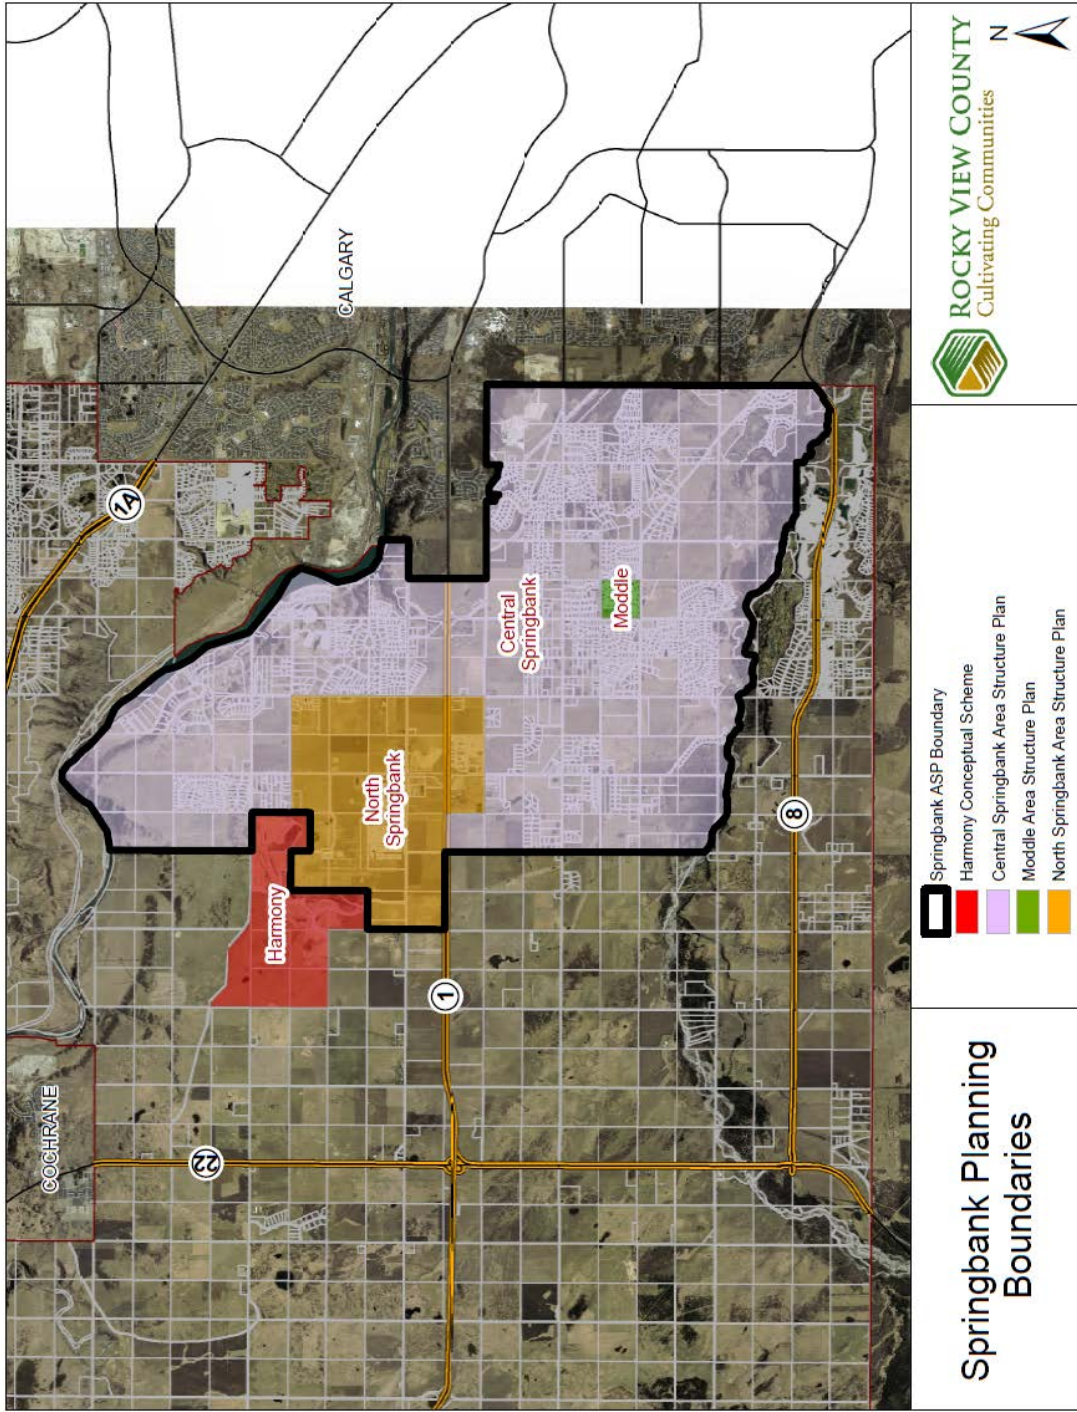 COCHRANE
22
1A
CALGARY
Harmony
North
Springbank
1
Central
Springbank
Moddle
8
Springbank Planning
Boundaries
Springbank ASP Boundary
Harmony Conceptual Scheme
Central Springbank Area Structure Plan
Moddle Area Structure Plan
North Springbank Area Structure Plan
ROCKY VIEW COUNTY
Cultivating Communities
N